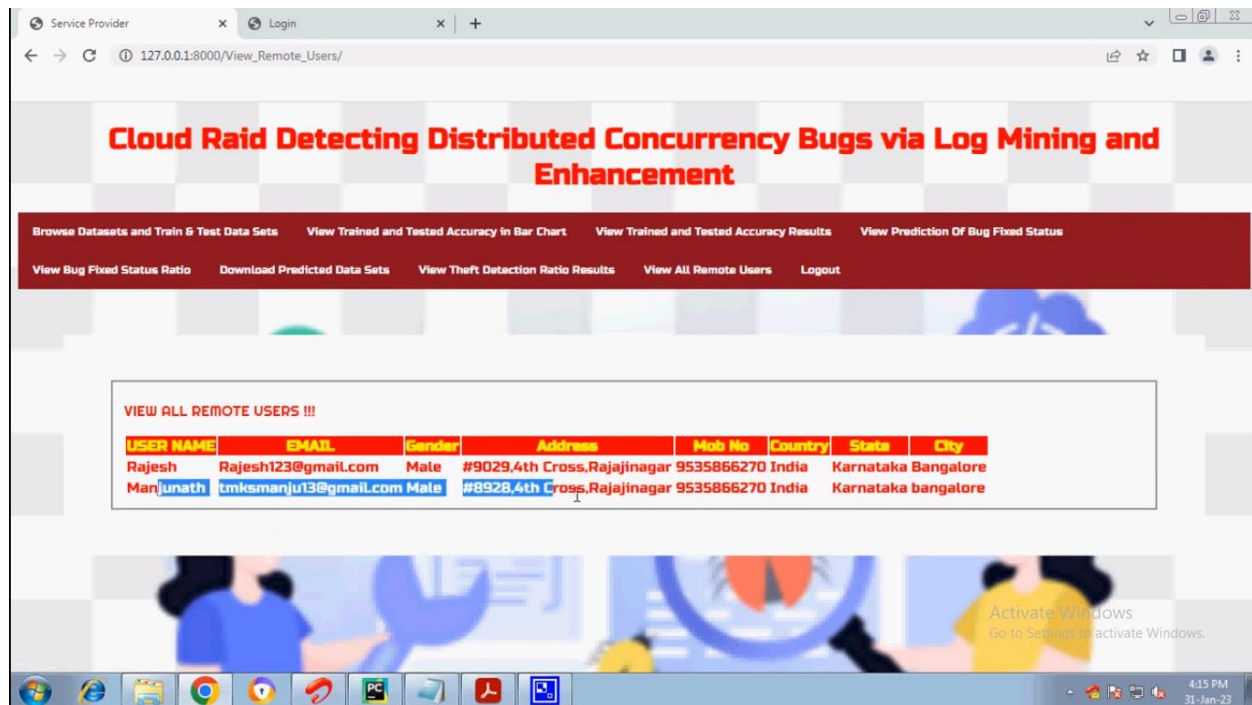 Service Provider
Login
127.0.0.1:8000/View_Remote_Users/
Cloud Raid Detecting Distributed Concurrency Bugs via Log Mining and
Enhancement
Browse Datasets and Train & Test Data Sets View Trained and Tested Accuracy in Bar Chart View Trained and Tested Accuracy Results View Prediction Of Bug Fixed Status
View Bug Fixed Status Ratio Download Predicted Data Sets View Theft Detection Ratio Results View All Remote Users Logout
VIEW ALL REMOTE USERS !!!
USER NAME EMAIL Gender Address Mob No Country State City
Rajesh Rajesh123@gmail.com Male #9029,4th Cross,Rajajinagar 9535866270 India Karnataka Bangalore
Manjunath tmksmanju13@gmail.com Male #8928,4th Cross,Rajajinagar 9535866270 India Karnataka bangalore
Activate Windows
Go to Settings to activate Windows.
PC
4:15 PM
31-Jan-23